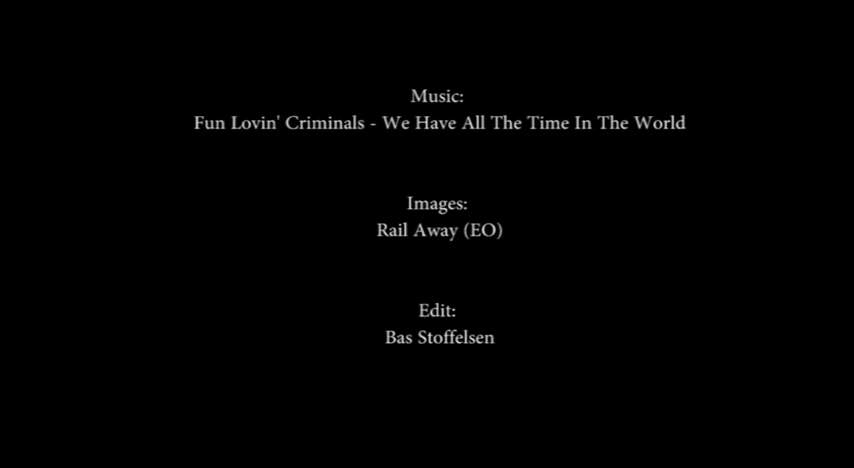 Music:
Fun Lovin' Criminals - We Have All The Time In The World
Images:
Rail Away (EO)
Edit:
Bas Stoffelsen